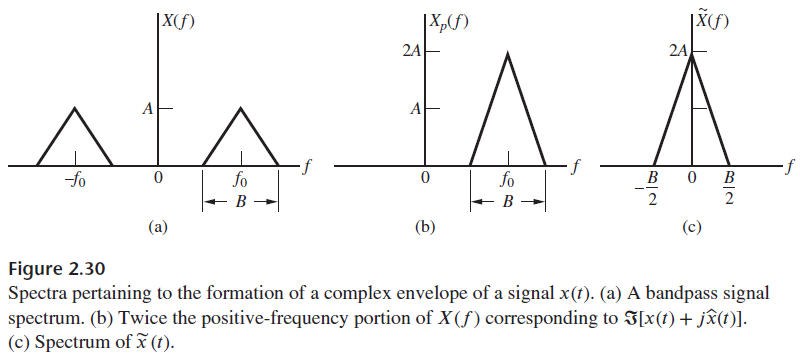 X(f)
A
-f₀
0
f₀
f
B
(a)
X_p(f)
2A
A
0
f₀
f
B
(b)
X̃(f)
2A
-B/2
0
B/2
f
(c)
Figure 2.30
Spectra pertaining to the formation of a complex envelope of a signal x(t). (a) A bandpass signal
spectrum. (b) Twice the positive-frequency portion of X(f) corresponding to ℑ[x(t) + jx̂(t)].
(c) Spectrum of x̃(t).